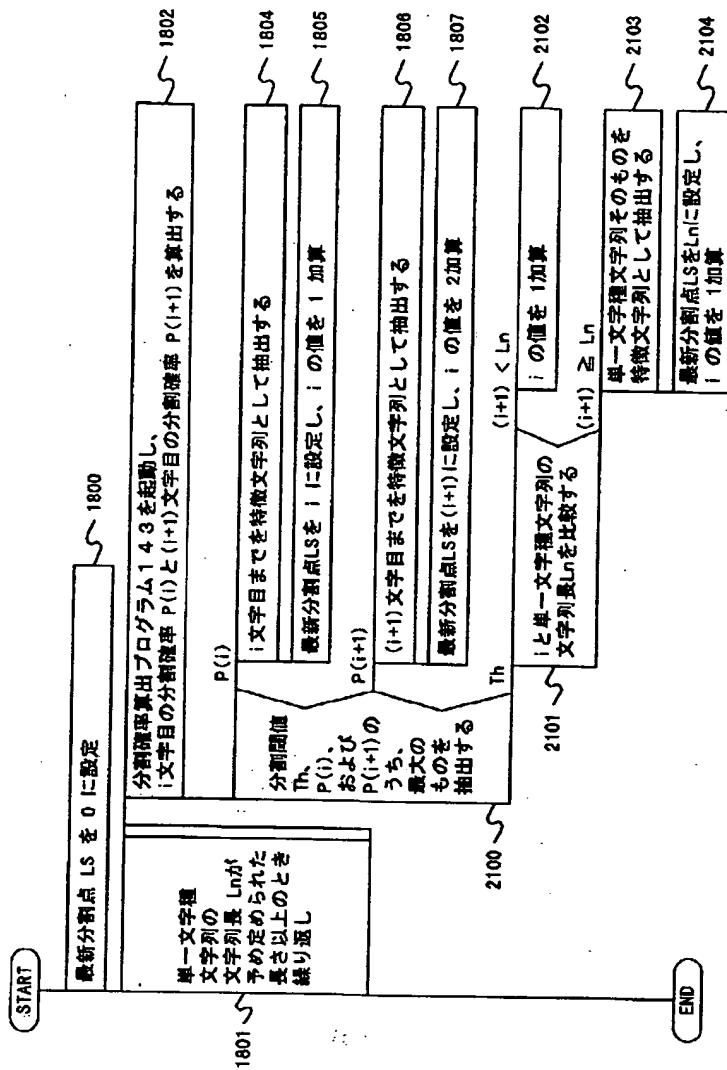 START
最新分割点 LS を 0 に設定
1800
単一文字種
文字列の
文字列長 Lnが
予め定められた
長さ以上のとき
繰り返し
1801
分割確率算出プログラム143を起動し、
i文字目の分割確率 P(i)と(i+1)文字目の分割確率 P(i+1)を算出する
1802
分割閾値
Th、
P(i)、
および
P(i+1)の
うち、
最大の
ものを
抽出する
2100
P(i)
i文字目までを特徴文字列として抽出する
1804
最新分割点LSを i に設定し、i の値を 1 加算
1805
P(i+1)
(i+1)文字目までを特徴文字列として抽出する
1806
最新分割点LSを(i+1)に設定し、i の値を 2加算
1807
Th
iと単一文字種文字列の
文字列長Lnを比較する
2101
(i+1) < Ln
i の値を 1加算
2102
(i+1) ≧ Ln
単一文字種文字列そのものを
特徴文字列として抽出する
2103
最新分割点LSをLnに設定し、
i の値を 1加算
2104
END